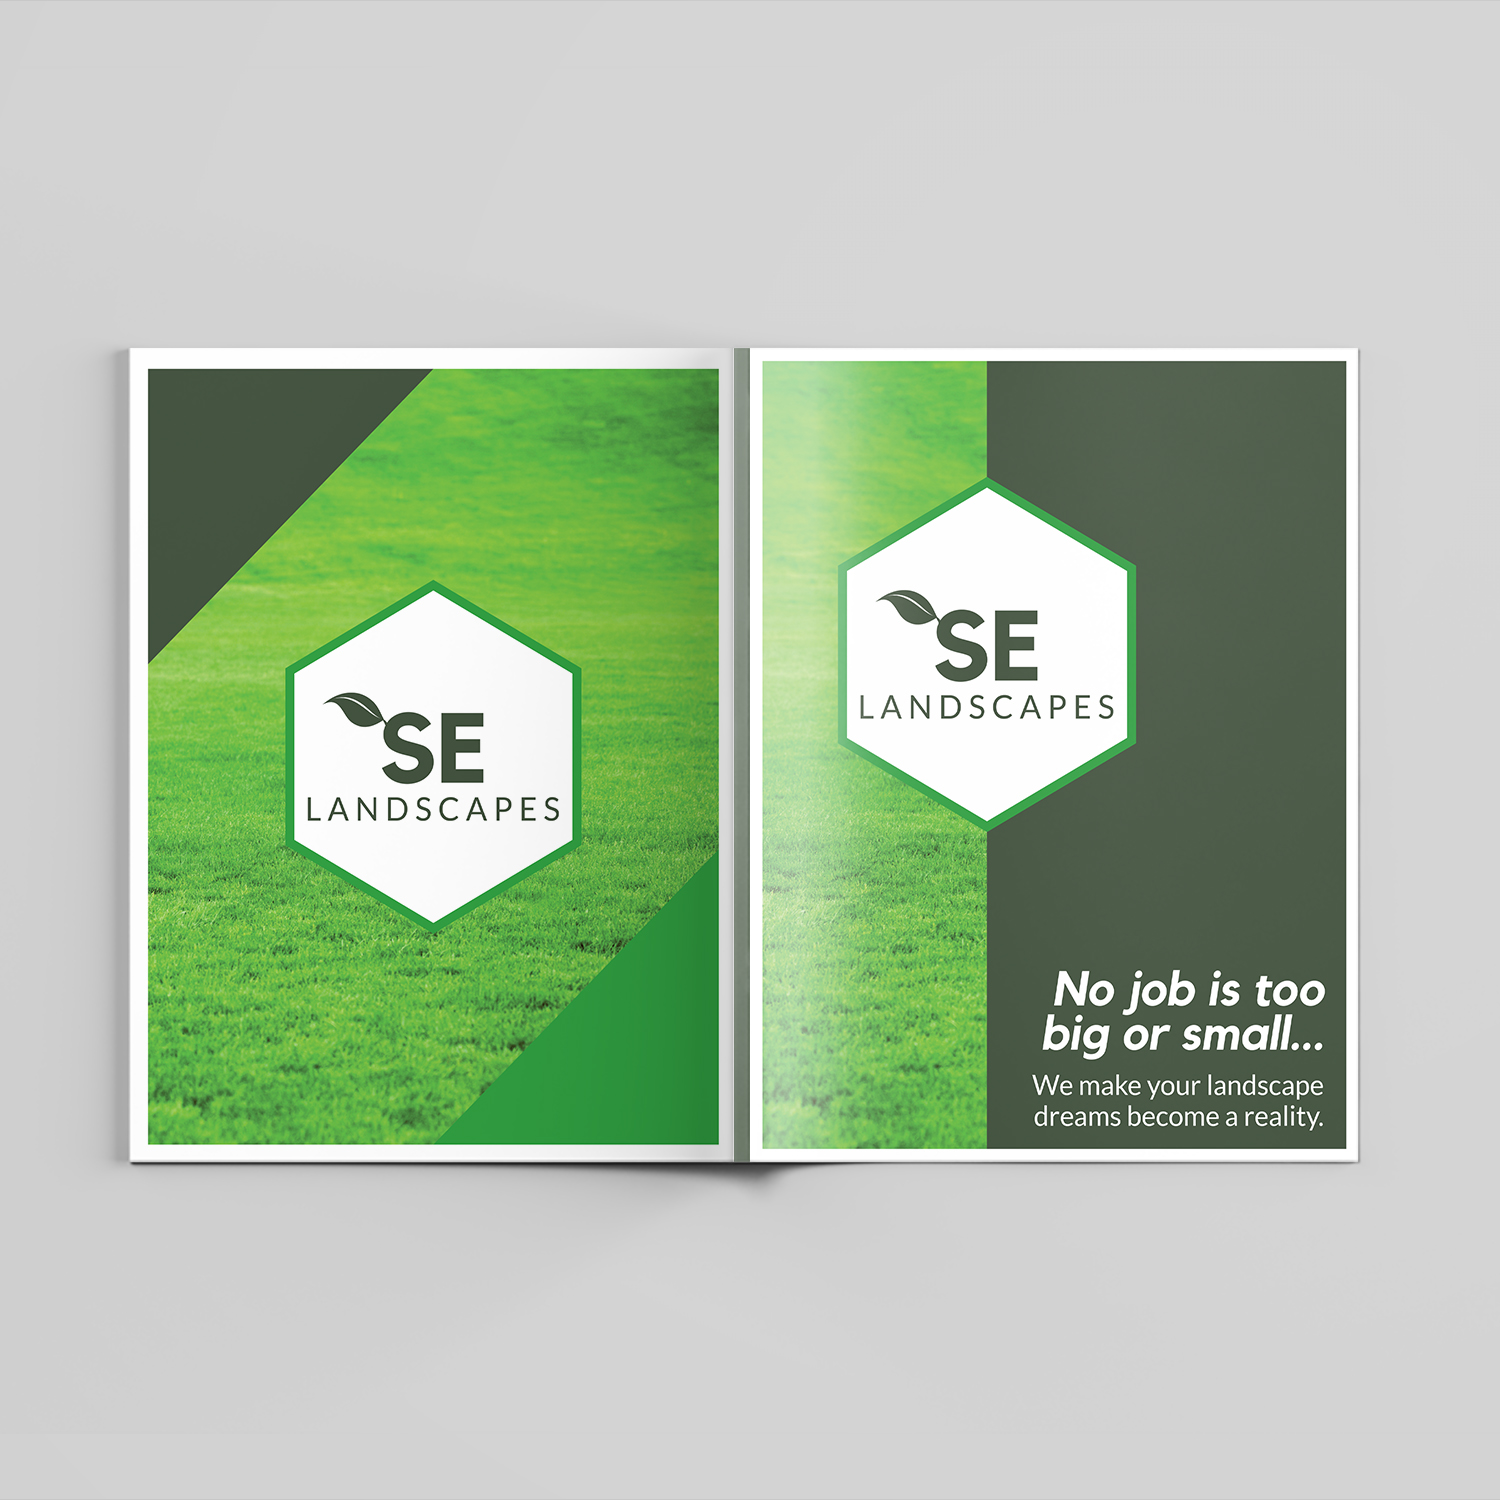 SE
LANDSCAPES
SE
LANDSCAPES
No job is too
big or small...
We make your landscape
dreams become a reality.